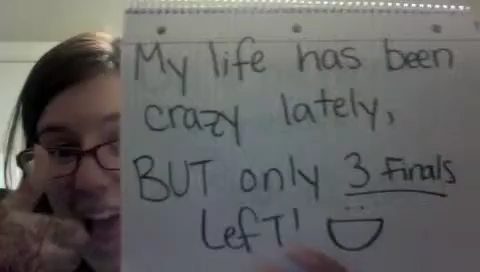 My life has been
crazy lately,
BUT only 3 Finals
LefT! :D